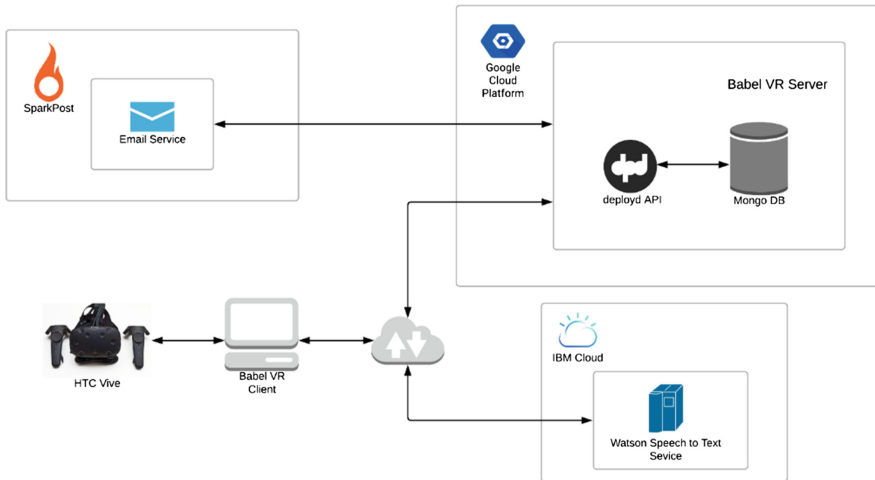 SparkPost
Email Service
Google
Cloud
Platform
Babel VR Server
dpd
deployd API
Mongo DB
HTC Vive
Babel VR
Client
IBM Cloud
Watson Speech to Text
Sevice